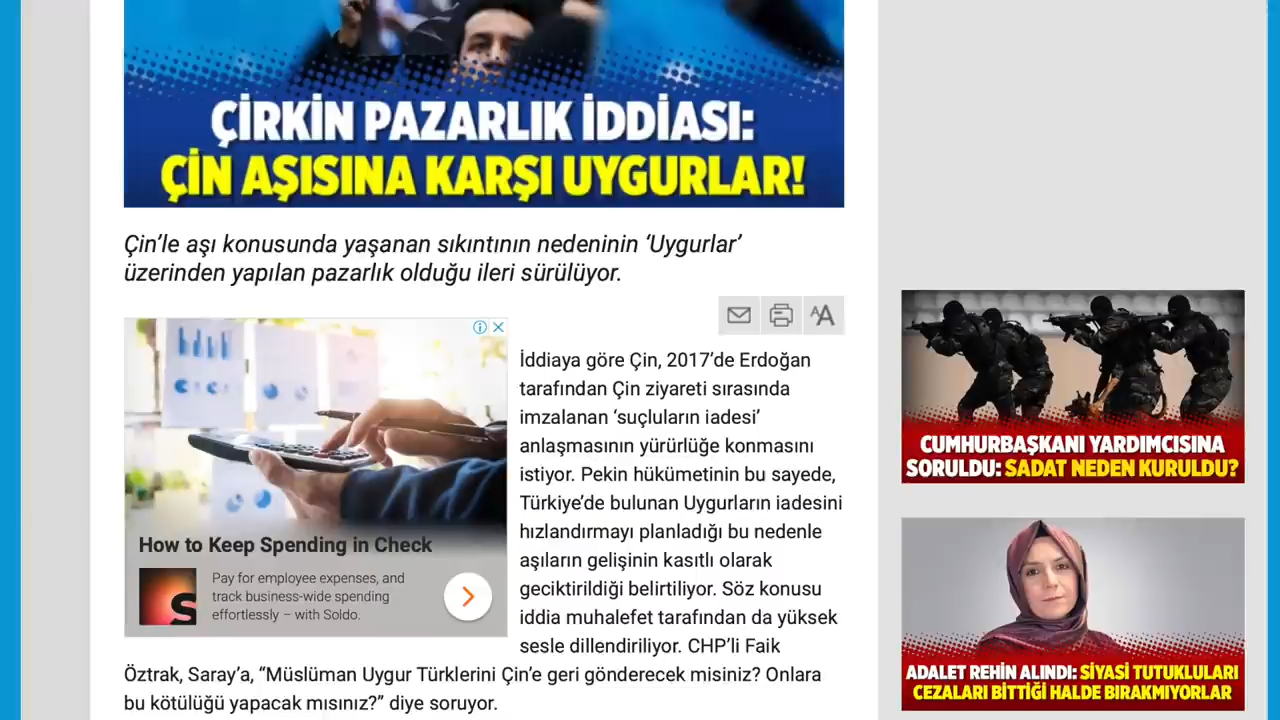 ÇİRKİN PAZARLIK İDDİASI:
ÇİN AŞISINA KARŞI UYGURLAR!
Çin’le aşı konusunda yaşanan sıkıntının nedeninin ‘Uygurlar’
üzerinden yapılan pazarlık olduğu ileri sürülüyor.
AA
How to Keep Spending in Check
S
Pay for employee expenses, and
track business-wide spending
effortlessly – with Soldo.
İddiaya göre Çin, 2017’de Erdoğan
tarafından Çin ziyareti sırasında
imzalanan ‘suçluların iadesi’
anlaşmasının yürürlüğe konmasını
istiyor. Pekin hükümetinin bu sayede,
Türkiye’de bulunan Uygurların iadesini
hızlandırmayı planladığı bu nedenle
aşıların gelişinin kasıtlı olarak
geciktirildiği belirtiliyor. Söz konusu
iddia muhalefet tarafından da yüksek
sesle dillendiriliyor. CHP’li Faik
Öztrak, Saray’a, “Müslüman Uygur Türklerini Çin’e geri gönderecek misiniz? Onlara
bu kötülüğü yapacak mısınız?” diye soruyor.
CUMHURBAŞKANI YARDIMCISINA
SORULDU: SADAT NEDEN KURULDU?
ADALET REHİN ALINDI: SİYASİ TUTUKLULARI
CEZALARI BİTTİĞİ HALDE BIRAKMIYORLAR